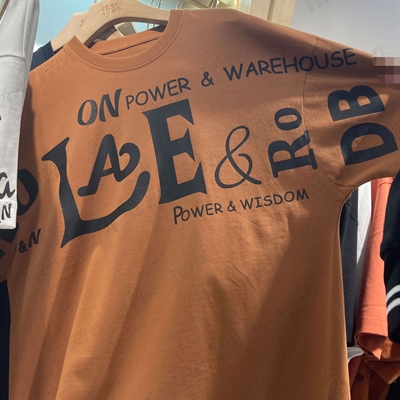 ON POWER & WAREHOUSE
LAE & Ro DB
POWER & WISDOM
&N
a
N